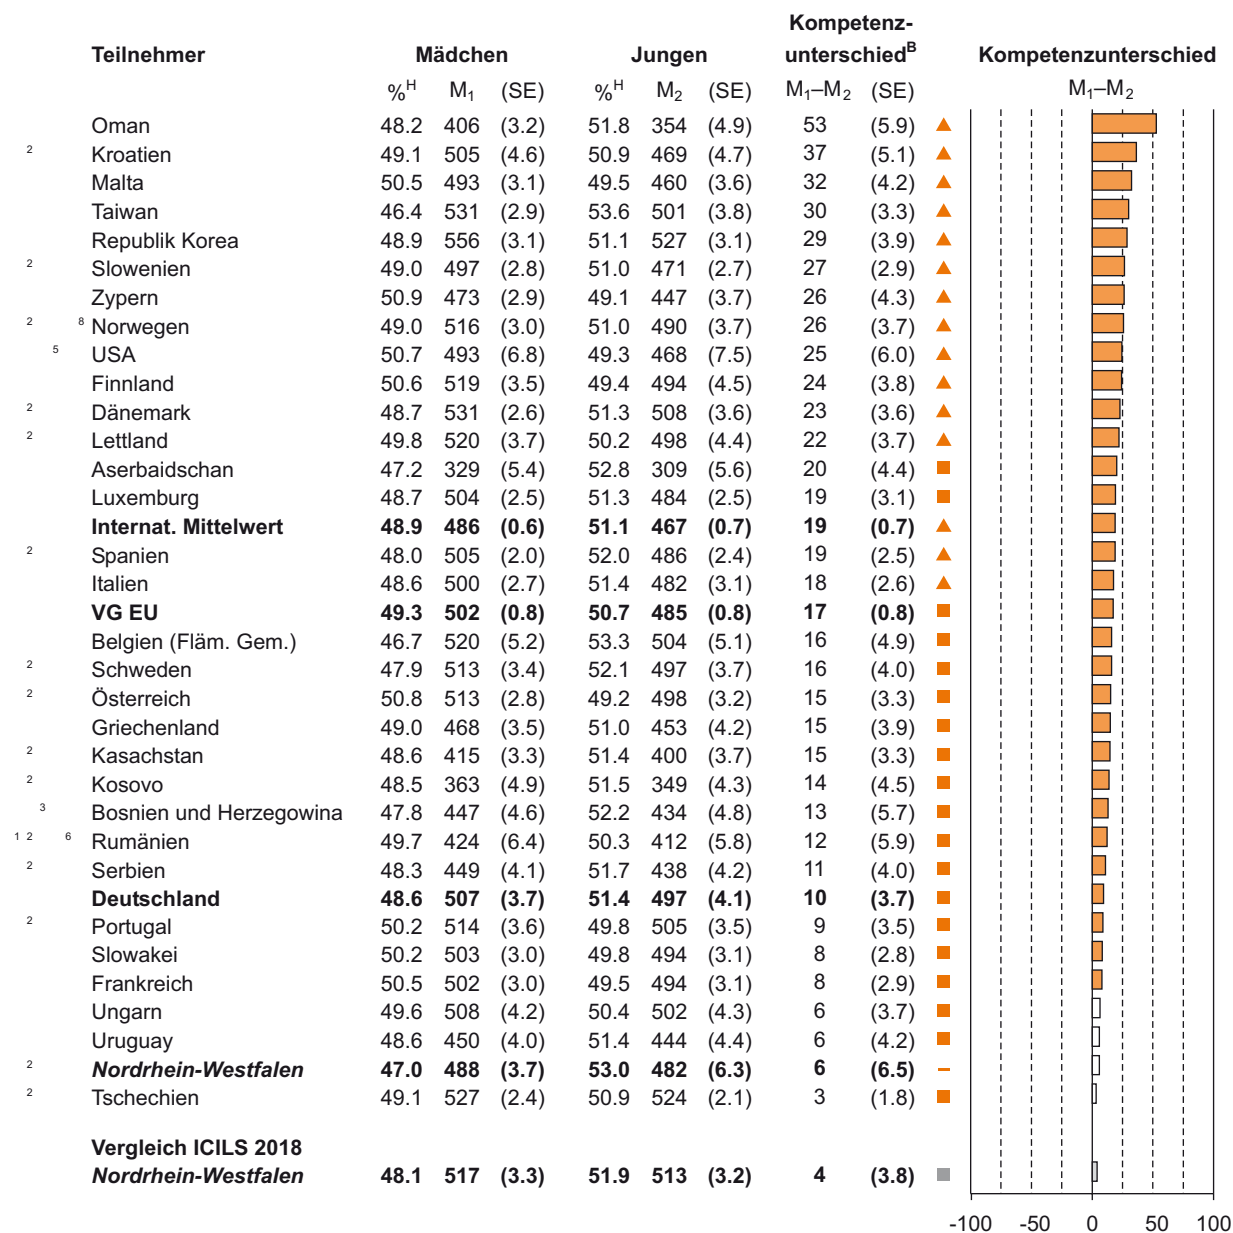 Teilnehmer Mädchen Jungen Kompetenz-unterschiedᴮ Kompetenzunterschied
%ᴴ M₁ (SE) %ᴴ M₂ (SE) M₁–M₂ (SE) M₁–M₂
Oman 48.2 406 (3.2) 51.8 354 (4.9) 53 (5.9)
² Kroatien 49.1 505 (4.6) 50.9 469 (4.7) 37 (5.1)
Malta 50.5 493 (3.1) 49.5 460 (3.6) 32 (4.2)
Taiwan 46.4 531 (2.9) 53.6 501 (3.8) 30 (3.3)
Republik Korea 48.9 556 (3.1) 51.1 527 (3.1) 29 (3.9)
² Slowenien 49.0 497 (2.8) 51.0 471 (2.7) 27 (2.9)
Zypern 50.9 473 (2.9) 49.1 447 (3.7) 26 (4.3)
² ⁸ Norwegen 49.0 516 (3.0) 51.0 490 (3.7) 26 (3.7)
⁵ USA 50.7 493 (6.8) 49.3 468 (7.5) 25 (6.0)
Finnland 50.6 519 (3.5) 49.4 494 (4.5) 24 (3.8)
² Dänemark 48.7 531 (2.6) 51.3 508 (3.6) 23 (3.6)
² Lettland 49.8 520 (3.7) 50.2 498 (4.4) 22 (3.7)
Aserbaidschan 47.2 329 (5.4) 52.8 309 (5.6) 20 (4.4)
Luxemburg 48.7 504 (2.5) 51.3 484 (2.5) 19 (3.1)
Internat. Mittelwert 48.9 486 (0.6) 51.1 467 (0.7) 19 (0.7)
² Spanien 48.0 505 (2.0) 52.0 486 (2.4) 19 (2.5)
Italien 48.6 500 (2.7) 51.4 482 (3.1) 18 (2.6)
VG EU 49.3 502 (0.8) 50.7 485 (0.8) 17 (0.8)
Belgien (Fläm. Gem.) 46.7 520 (5.2) 53.3 504 (5.1) 16 (4.9)
² Schweden 47.9 513 (3.4) 52.1 497 (3.7) 16 (4.0)
² Österreich 50.8 513 (2.8) 49.2 498 (3.2) 15 (3.3)
Griechenland 49.0 468 (3.5) 51.0 453 (4.2) 15 (3.9)
² Kasachstan 48.6 415 (3.3) 51.4 400 (3.7) 15 (3.3)
² Kosovo 48.5 363 (4.9) 51.5 349 (4.3) 14 (4.5)
³ Bosnien und Herzegowina 47.8 447 (4.6) 52.2 434 (4.8) 13 (5.7)
¹ ² ⁶ Rumänien 49.7 424 (6.4) 50.3 412 (5.8) 12 (5.9)
² Serbien 48.3 449 (4.1) 51.7 438 (4.2) 11 (4.0)
Deutschland 48.6 507 (3.7) 51.4 497 (4.1) 10 (3.7)
² Portugal 50.2 514 (3.6) 49.8 505 (3.5) 9 (3.5)
Slowakei 50.2 503 (3.0) 49.8 494 (3.1) 8 (2.8)
Frankreich 50.5 502 (3.0) 49.5 494 (3.1) 8 (2.9)
Ungarn 49.6 508 (4.2) 50.4 502 (4.3) 6 (3.7)
Uruguay 48.6 450 (4.0) 51.4 444 (4.4) 6 (4.2)
² Nordrhein-Westfalen 47.0 488 (3.7) 53.0 482 (6.3) 6 (6.5)
² Tschechien 49.1 527 (2.4) 50.9 524 (2.1) 3 (1.8)
Vergleich ICILS 2018
Nordrhein-Westfalen 48.1 517 (3.3) 51.9 513 (3.2) 4 (3.8)
-100 -50 0 50 100